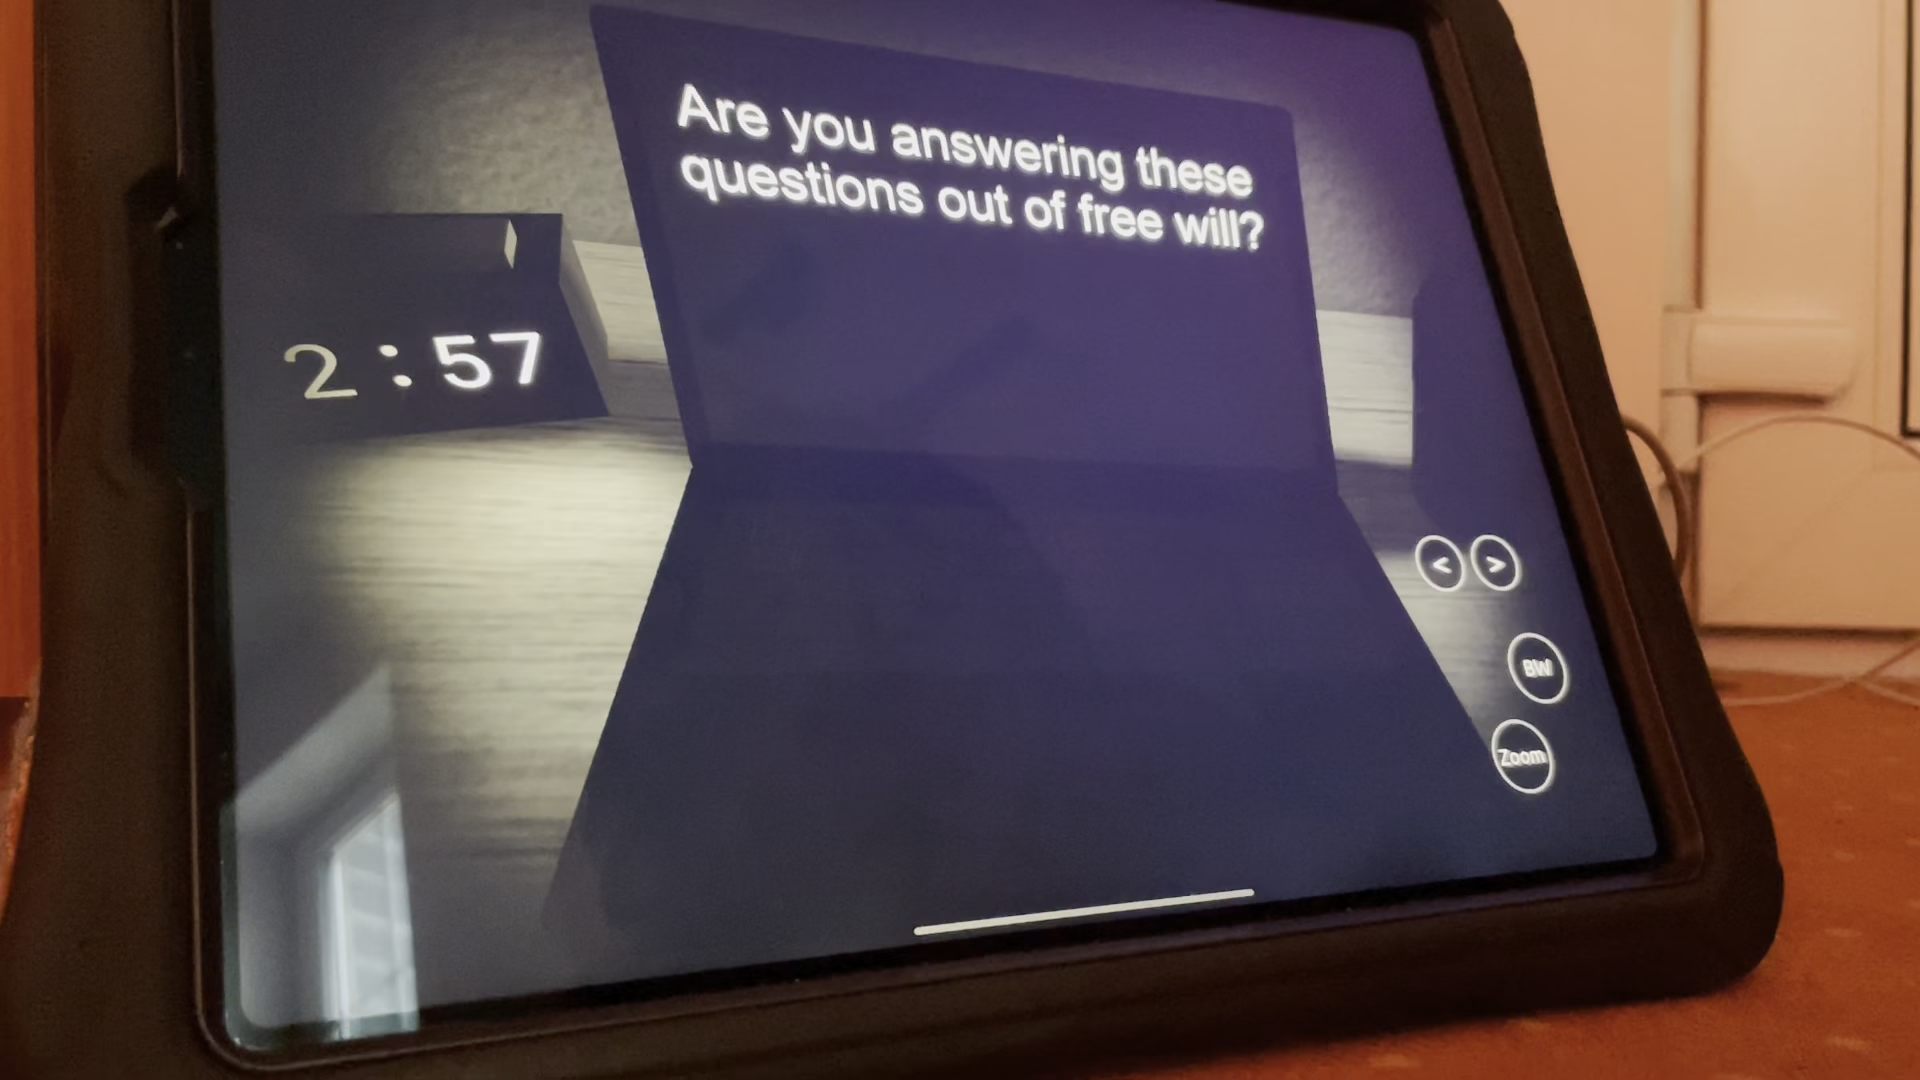 Are you answering these
questions out of free will?
2:57
< >
BW
Zoom